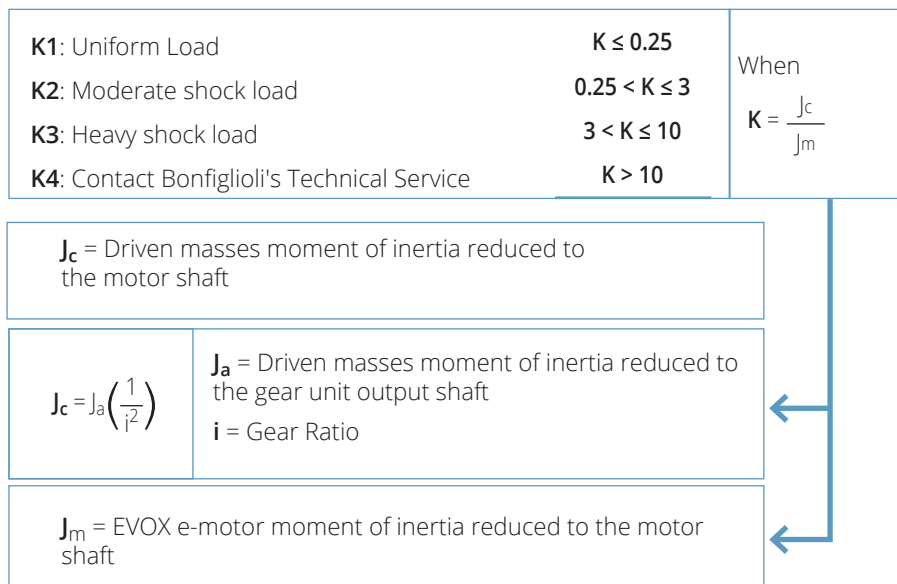 K1: Uniform Load K ≤ 0.25
K2: Moderate shock load 0.25 < K ≤ 3
K3: Heavy shock load 3 < K ≤ 10
K4: Contact Bonfiglioli's Technical Service K > 10
When
K = Jc / Jm
Jc = Driven masses moment of inertia reduced to
the motor shaft
Jc = Ja(1/i²)
Ja = Driven masses moment of inertia reduced to
the gear unit output shaft
i = Gear Ratio
Jm = EVOX e-motor moment of inertia reduced to the motor
shaft